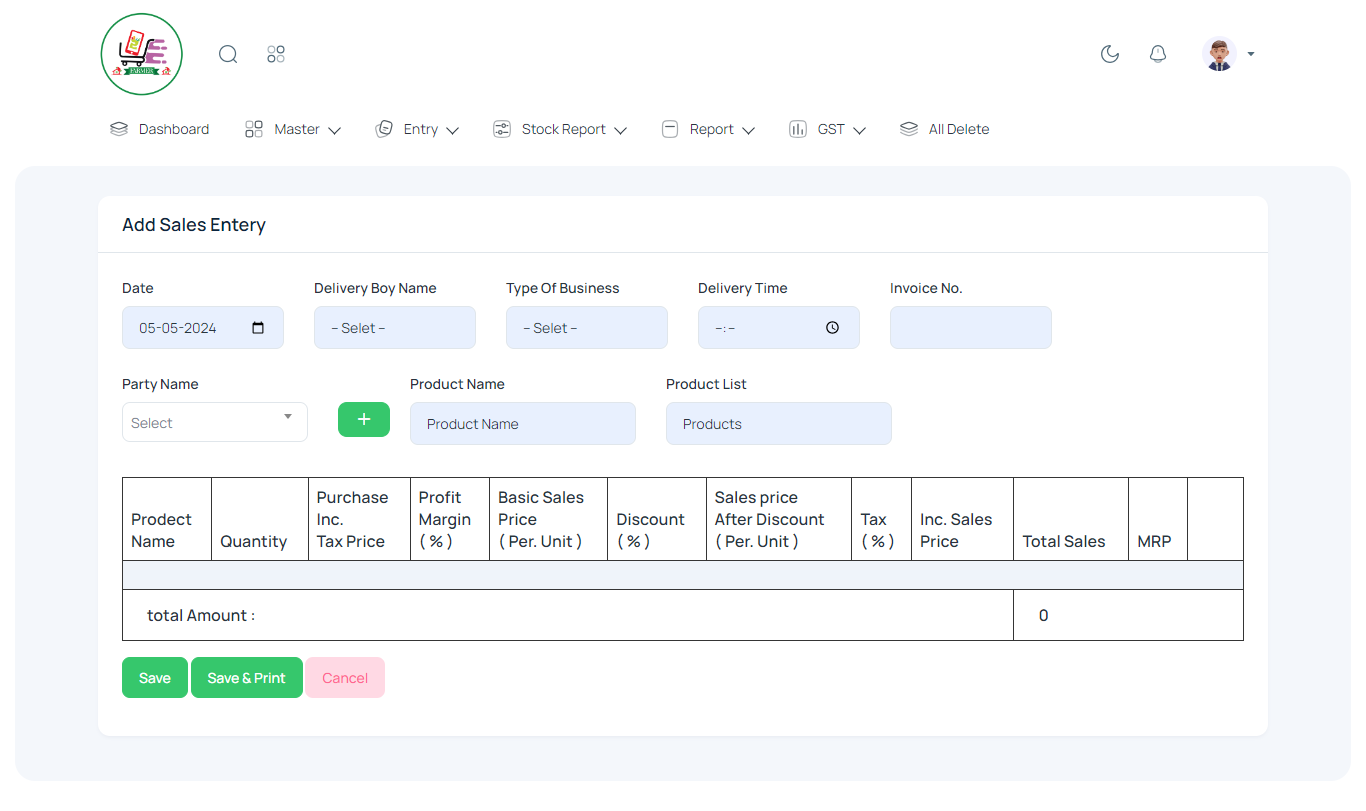 FARMER
Dashboard
Master
Entry
Stock Report
Report
GST
All Delete
Add Sales Entery
Date
Delivery Boy Name
Type Of Business
Delivery Time
Invoice No.
05-05-2024
-- Selet --
-- Selet --
--:--
Party Name
Product Name
Product List
Select
+
Product Name
Products
Prodect
Name
Quantity
Purchase
Inc.
Tax Price
Profit
Margin
( % )
Basic Sales
Price
( Per. Unit )
Discount
( % )
Sales price
After Discount
( Per. Unit )
Tax
( % )
Inc. Sales
Price
Total Sales
MRP
total Amount :
0
Save
Save & Print
Cancel